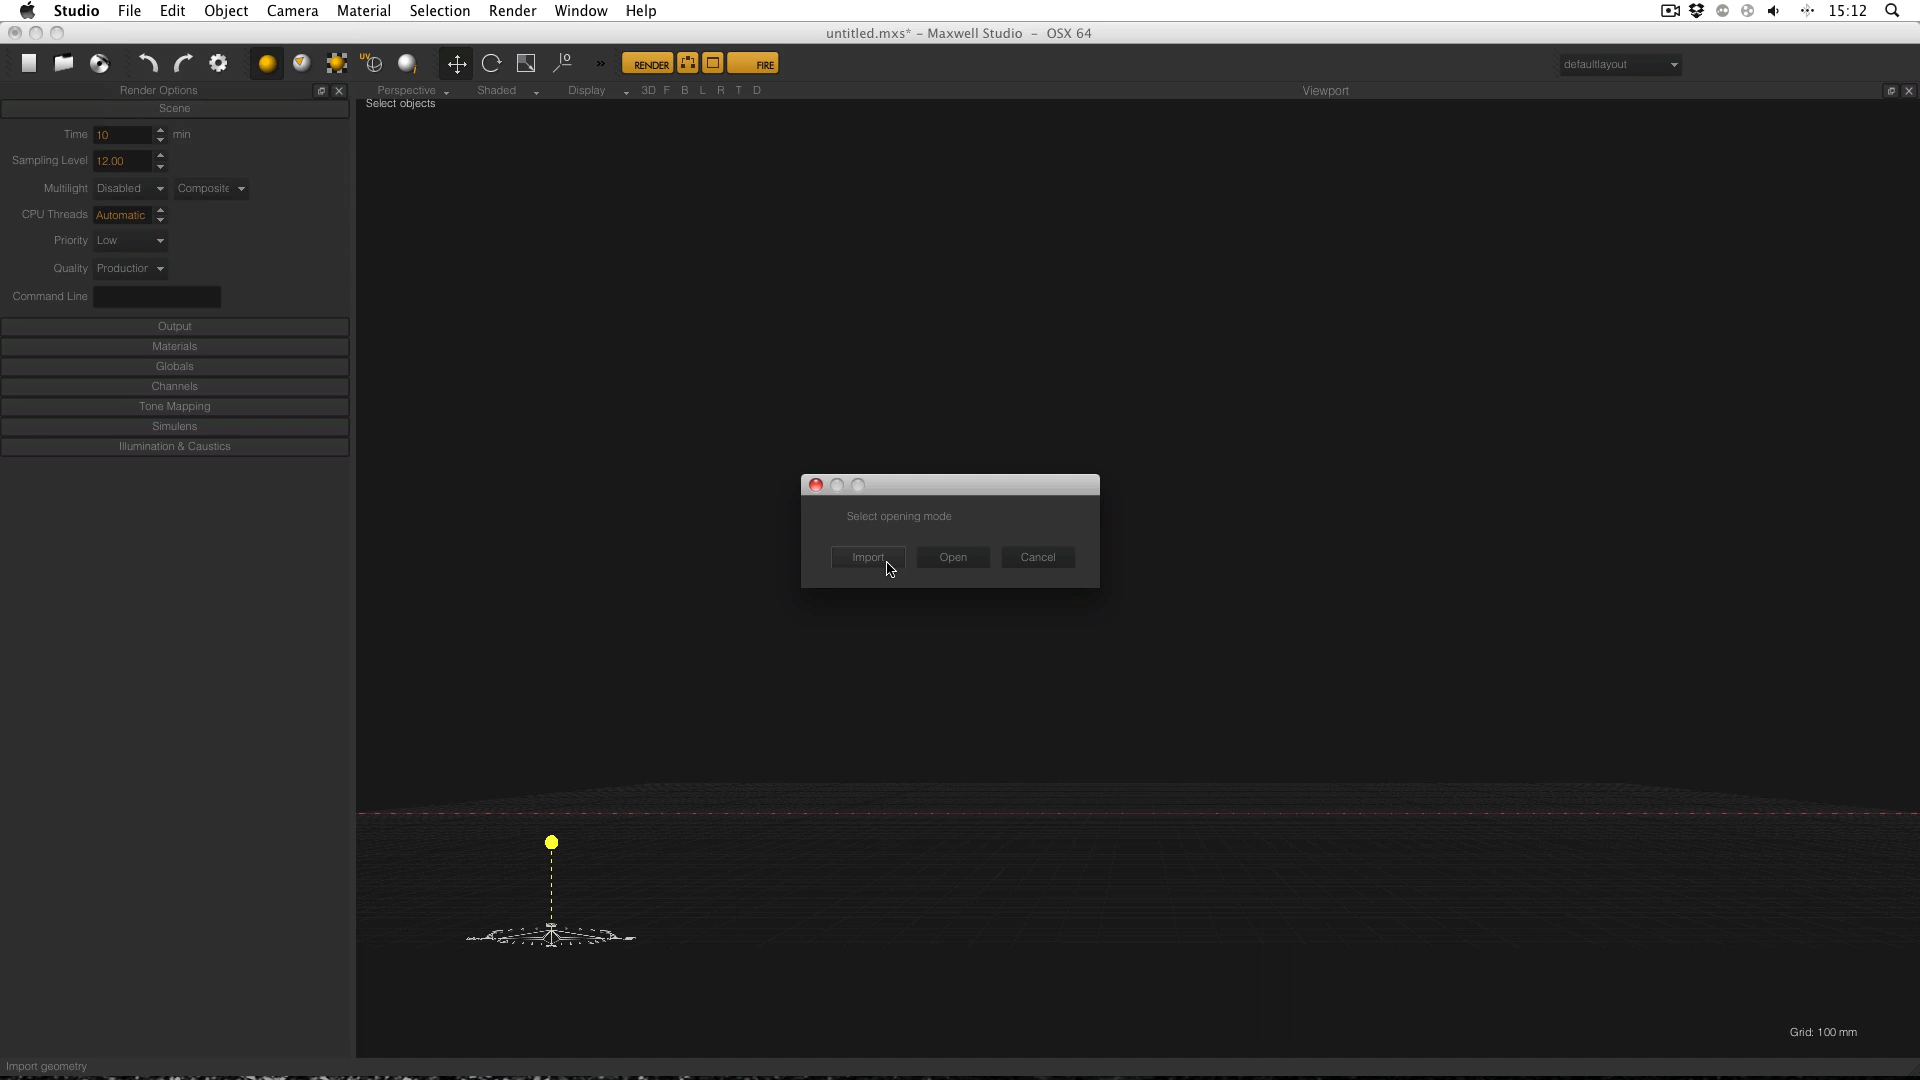 Studio File Edit Object Camera Material Selection Render Window Help 15:12
untitled.mxs* – Maxwell Studio – OSX 64
UV » RENDER FIRE defaultlayout
Render Options Perspective Shaded Display 3D F B L R T D Viewport
Scene
Select objects
Time 10 min
Sampling Level 12.00
Multilight Disabled Composite
CPU Threads Automatic
Priority Low
Quality Production
Command Line
Output
Materials
Globals
Channels
Tone Mapping
Simulens
Illumination & Caustics
Select opening mode
Import Open Cancel
Grid: 100 mm
Import geometry